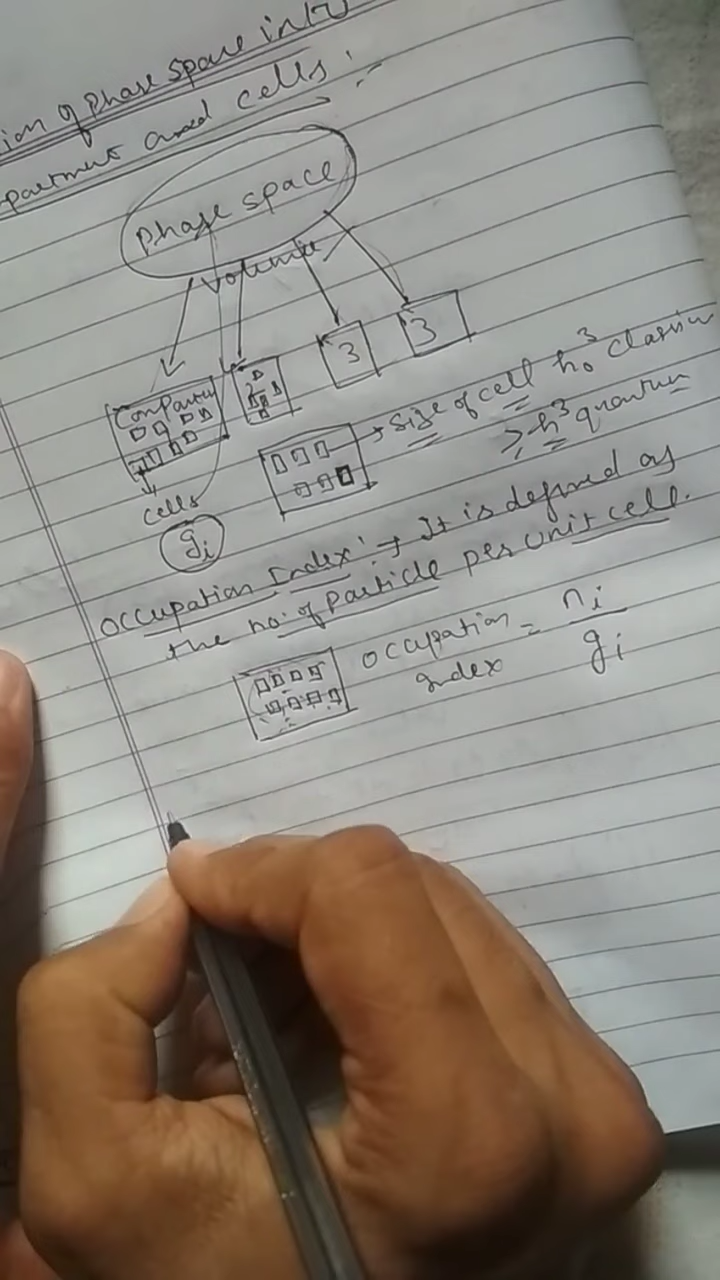 ion of phase space into
partment and cells :-
Phase space
volume
Compartm
3
3
cells
gi
→ size of cell h₀³ classical
≥ h³ quantum
Occupation Index' → It is defined as
the no. of particle per unit cell.
Occupation Index = ni / gi